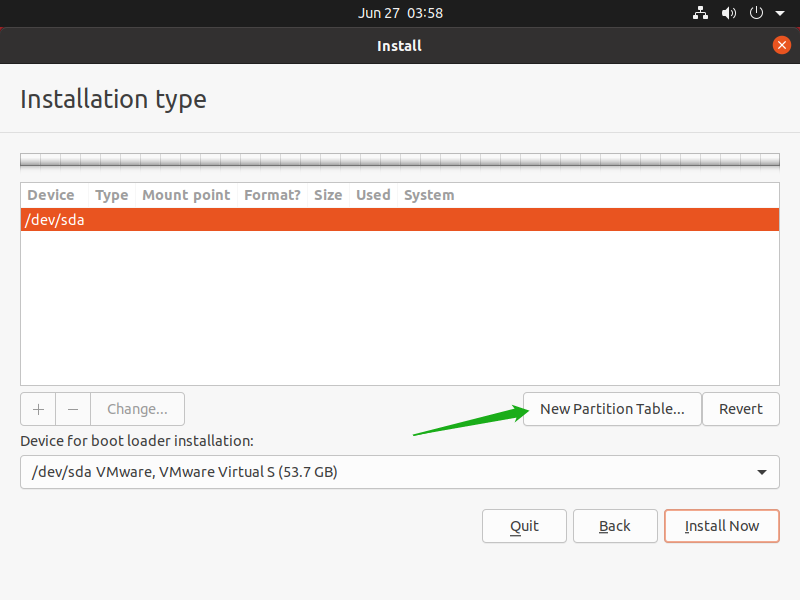 Jun 27 03:58
Install
Installation type
Device Type Mount point Format? Size Used System
/dev/sda
+ − Change... New Partition Table... Revert
Device for boot loader installation:
/dev/sda VMware, VMware Virtual S (53.7 GB)
Quit Back Install Now